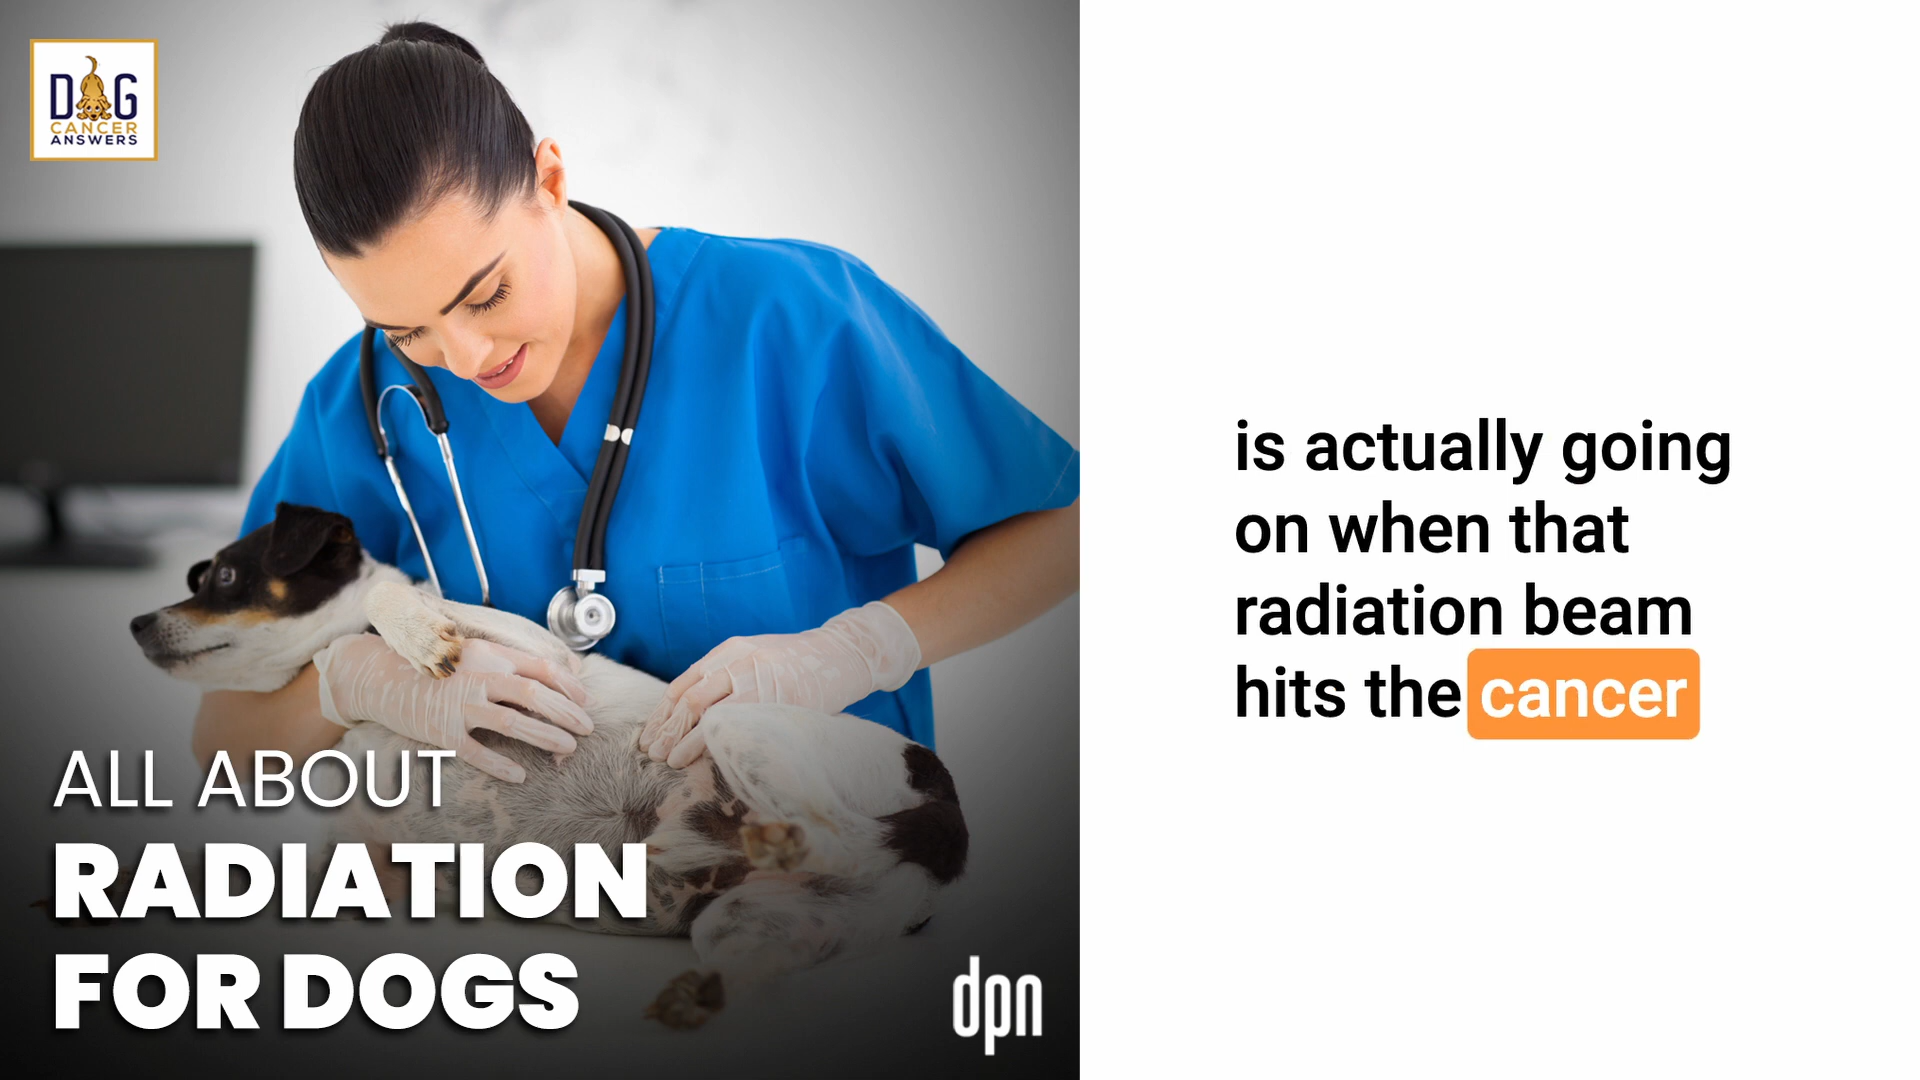 DOG
CANCER
ANSWERS
ALL ABOUT
RADIATION
FOR DOGS
dpn
is actually going
on when that
radiation beam
hits the cancer